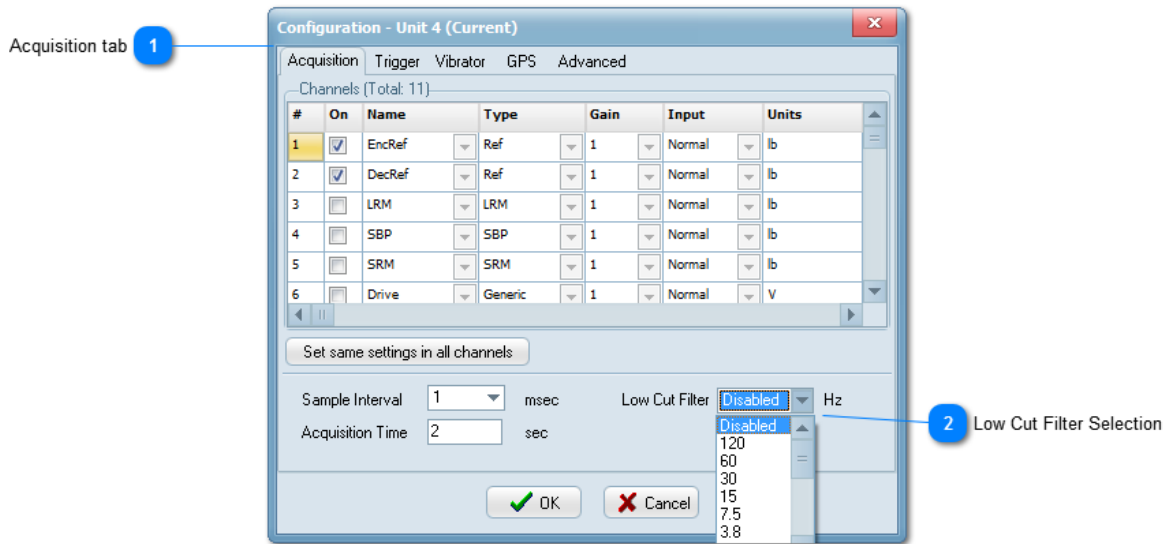 Configuration - Unit 4 (Current)
Acquisition tab 1
Acquisition Trigger Vibrator GPS Advanced
Channels (Total: 11)
# On Name Type Gain Input Units
1 EncRef Ref 1 Normal lb
2 DecRef Ref 1 Normal lb
3 LRM LRM 1 Normal lb
4 SBP SBP 1 Normal lb
5 SRM SRM 1 Normal lb
6 Drive Generic 1 Normal V
Set same settings in all channels
Sample Interval 1 msec Low Cut Filter Disabled Hz
Acquisition Time 2 sec
Disabled
120
60
30
15
7.5
3.8
2 Low Cut Filter Selection
OK Cancel